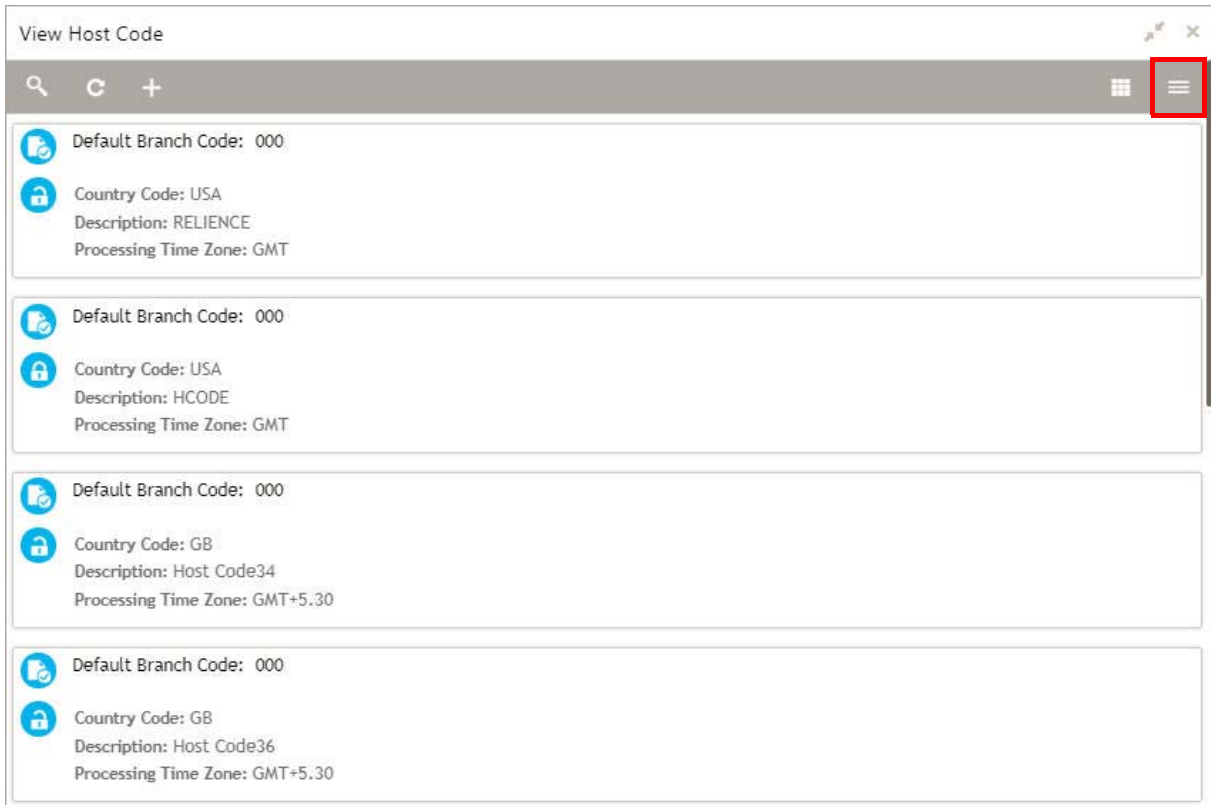 View Host Code
Default Branch Code: 000
Country Code: USA
Description: RELIENCE
Processing Time Zone: GMT
Default Branch Code: 000
Country Code: USA
Description: HCODE
Processing Time Zone: GMT
Default Branch Code: 000
Country Code: GB
Description: Host Code34
Processing Time Zone: GMT+5.30
Default Branch Code: 000
Country Code: GB
Description: Host Code36
Processing Time Zone: GMT+5.30